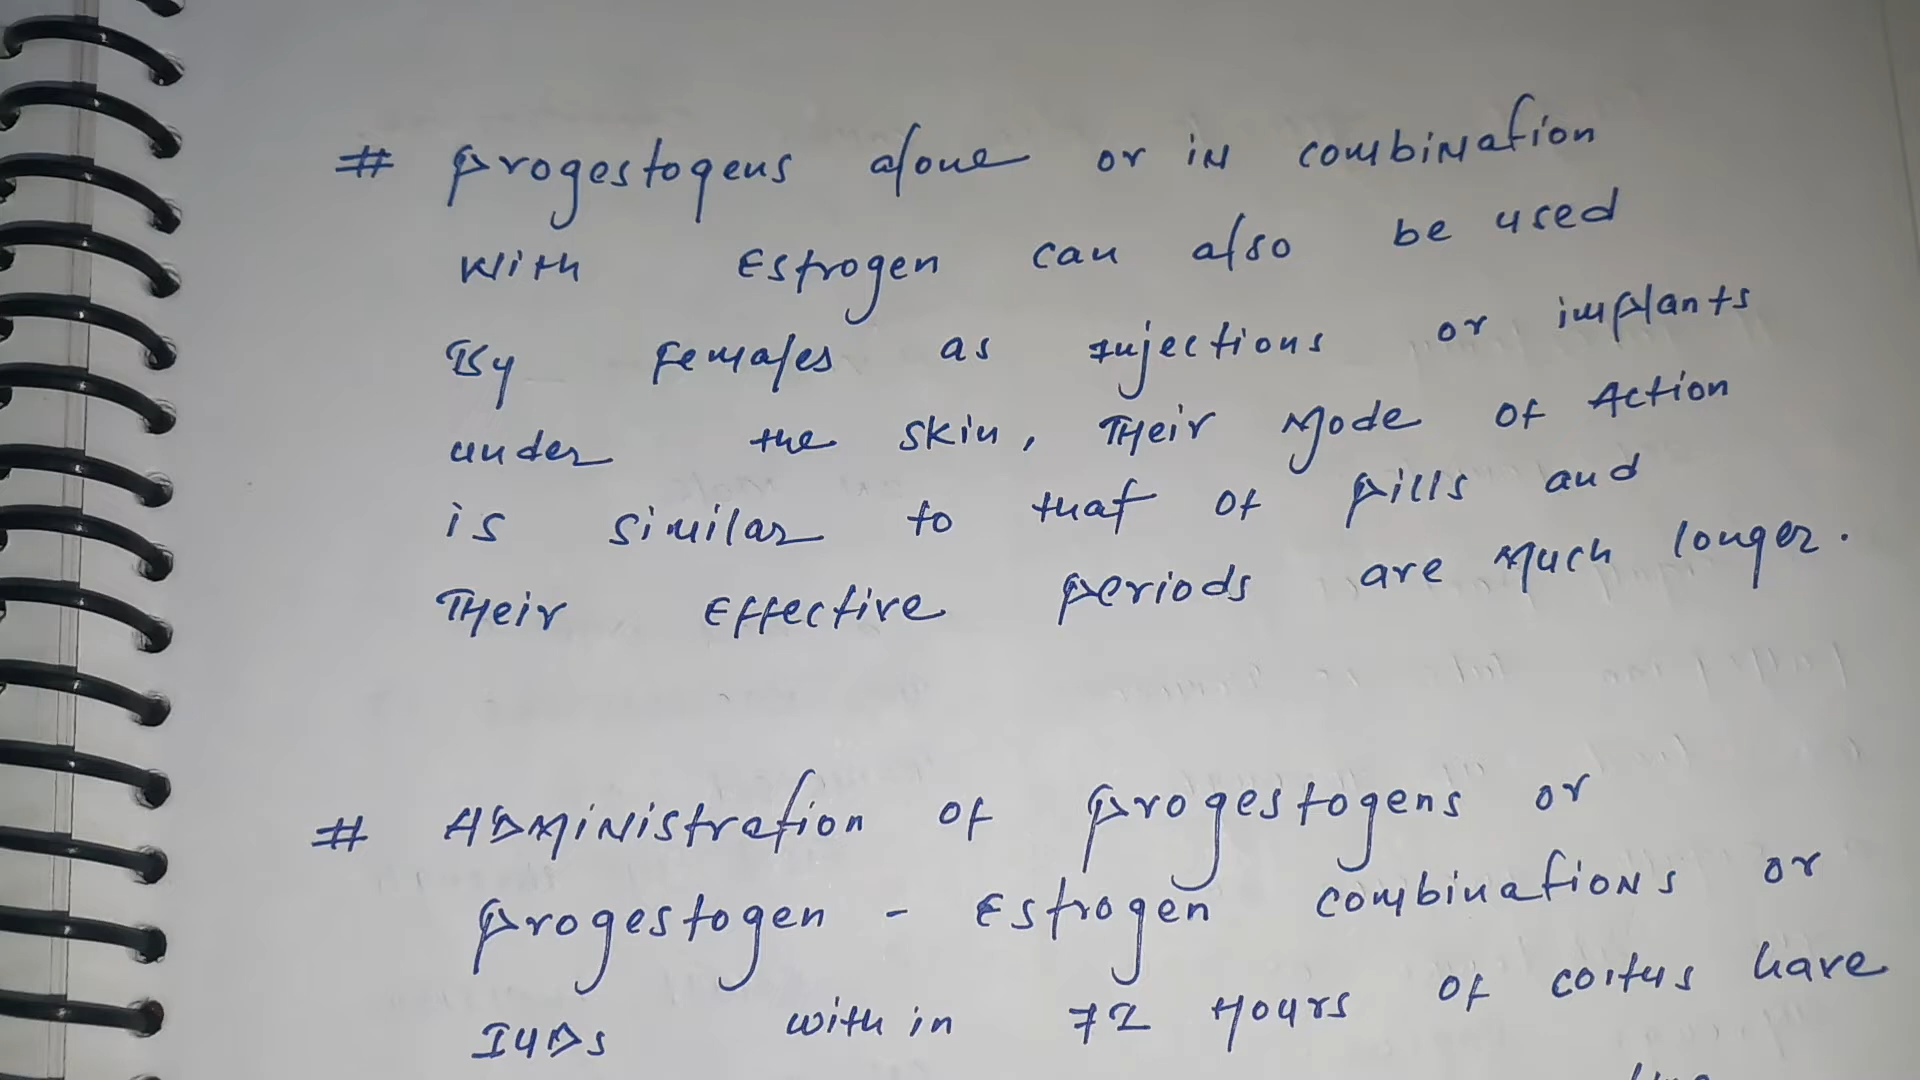 # Progestogens alone or in combination
With Estrogen can also be used
By Females as injections or implants
under the skin, Their Mode of Action
is similar to that of pills and
Their Effective periods are Much longer.
# Administration of progestogens or
progestogen - Estrogen combinations or
IUDs with in 72 Hours of coitus have